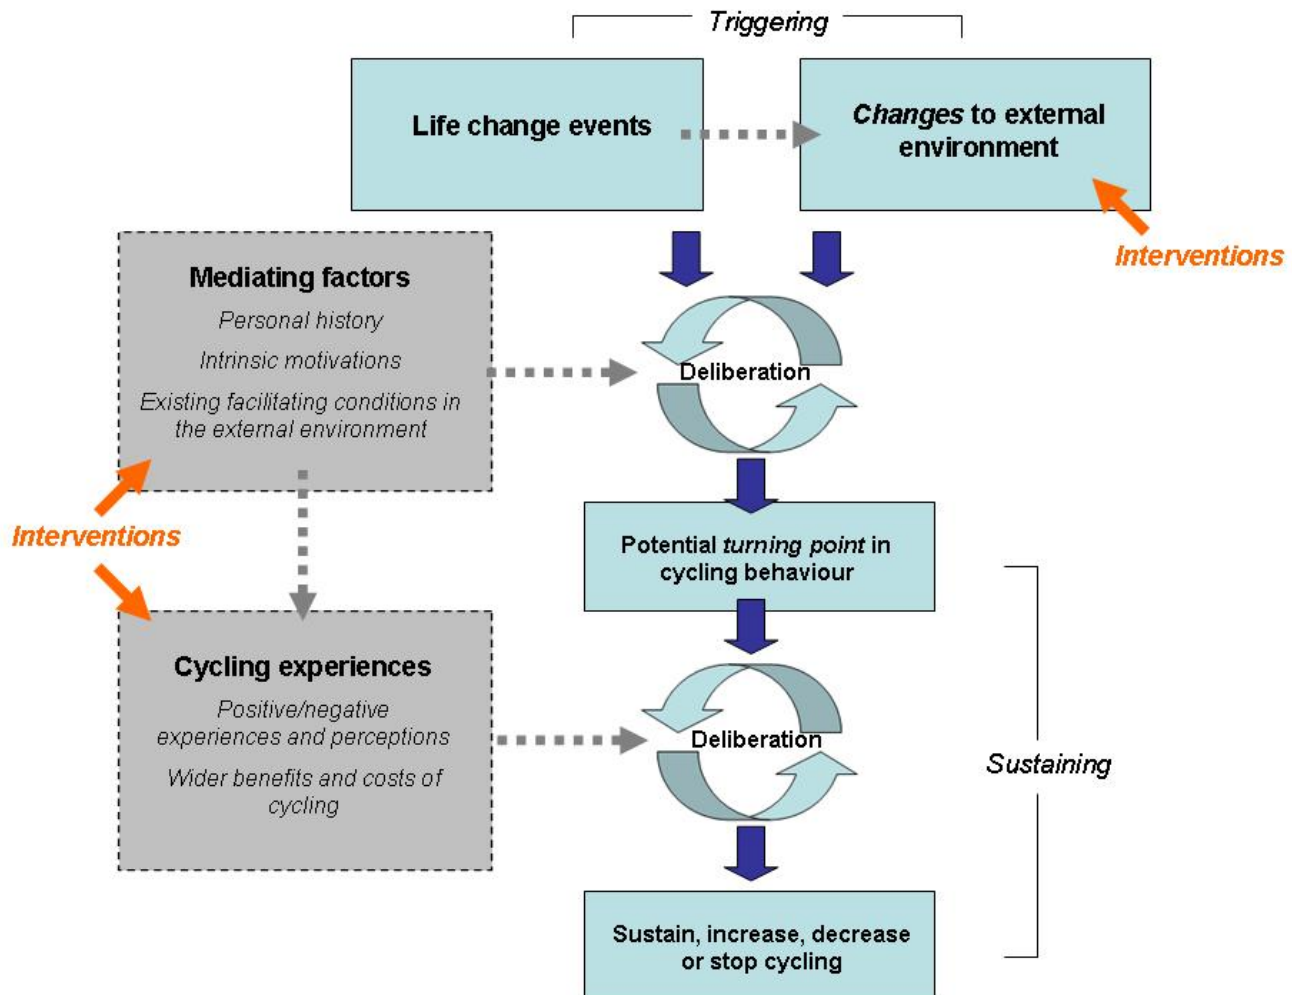 Triggering
Life change events
Changes to external
environment
Interventions
Mediating factors
Personal history
Intrinsic motivations
Existing facilitating conditions in
the external environment
Deliberation
Interventions
Potential turning point in
cycling behaviour
Cycling experiences
Positive/negative
experiences and perceptions
Wider benefits and costs of
cycling
Deliberation
Sustaining
Sustain, increase, decrease
or stop cycling